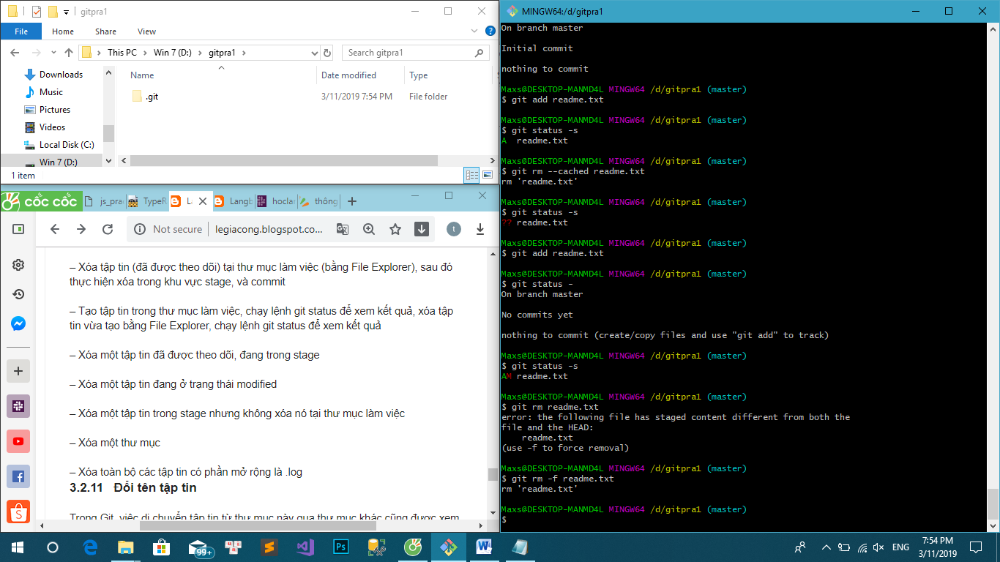 gitpra1
File Home Share View
This PC > Win 7 (D:) > gitpra1 >
Search gitpra1
Downloads
Music
Pictures
Videos
Local Disk (C:)
Win 7 (D:)
Name Date modified Type
.git 3/11/2019 7:54 PM File folder
1 item
cốc cốc js_pra TypeR L Langb hoclar thông
Not secure legiacong.blogspot.co... t
– Xóa tập tin (đã được theo dõi) tại thư mục làm việc (bằng File Explorer), sau đó
thực hiện xóa trong khu vực stage, và commit
– Tạo tập tin trong thư mục làm việc, chạy lệnh git status để xem kết quả, xóa tập
tin vừa tạo bằng File Explorer, chạy lệnh git status để xem kết quả
– Xóa một tập tin đã được theo dõi, đang trong stage
– Xóa một tập tin đang ở trạng thái modified
– Xóa một tập tin trong stage nhưng không xóa nó tại thư mục làm việc
– Xóa một thư mục
– Xóa toàn bộ các tập tin có phần mở rộng là .log
3.2.11 Đổi tên tập tin
Trong Git, việc di chuyển tập tin từ thư mục này qua thư mục khác cũng được xem
MINGW64:/d/gitpra1
On branch master
Initial commit
nothing to commit
Maxs@DESKTOP-MANMD4L MINGW64 /d/gitpra1 (master)
$ git add readme.txt
Maxs@DESKTOP-MANMD4L MINGW64 /d/gitpra1 (master)
$ git status -s
A  readme.txt
Maxs@DESKTOP-MANMD4L MINGW64 /d/gitpra1 (master)
$ git rm --cached readme.txt
rm 'readme.txt'
Maxs@DESKTOP-MANMD4L MINGW64 /d/gitpra1 (master)
$ git status -s
?? readme.txt
Maxs@DESKTOP-MANMD4L MINGW64 /d/gitpra1 (master)
$ git add readme.txt
Maxs@DESKTOP-MANMD4L MINGW64 /d/gitpra1 (master)
$ git status -
On branch master
No commits yet
nothing to commit (create/copy files and use "git add" to track)
Maxs@DESKTOP-MANMD4L MINGW64 /d/gitpra1 (master)
$ git status -s
AM readme.txt
Maxs@DESKTOP-MANMD4L MINGW64 /d/gitpra1 (master)
$ git rm readme.txt
error: the following file has staged content different from both the
file and the HEAD:
    readme.txt
(use -f to force removal)
Maxs@DESKTOP-MANMD4L MINGW64 /d/gitpra1 (master)
$ git rm -f readme.txt
rm 'readme.txt'
Maxs@DESKTOP-MANMD4L MINGW64 /d/gitpra1 (master)
$
99+ Ps ENG 7:54 PM
3/11/2019